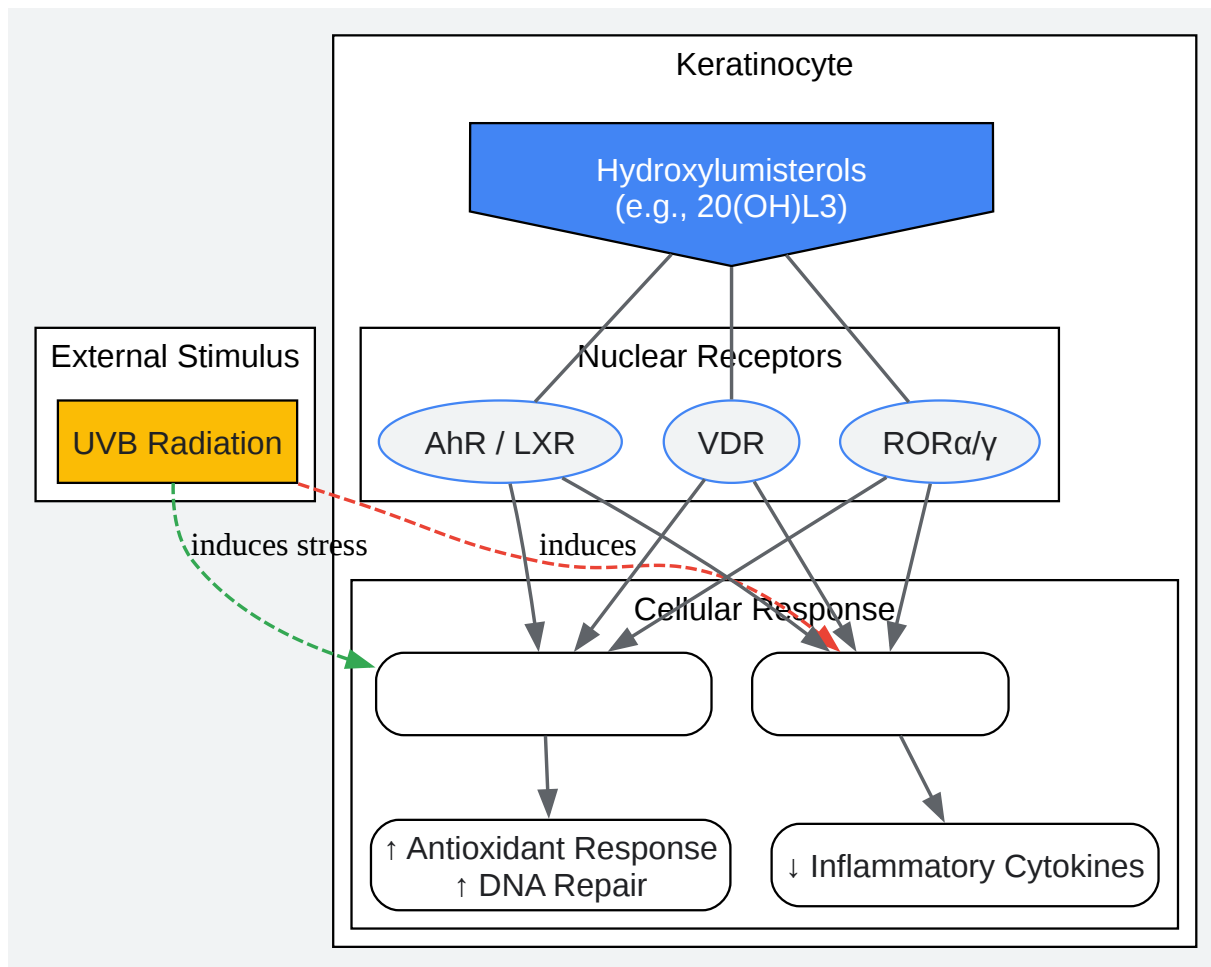 Keratinocyte
Hydroxylumisterols
(e.g., 20(OH)L3)
External Stimulus
Nuclear Receptors
UVB Radiation
AhR / LXR
VDR
RORα/γ
induces stress
induces
Cellular Response
↑ Antioxidant Response
↑ DNA Repair
↓ Inflammatory Cytokines